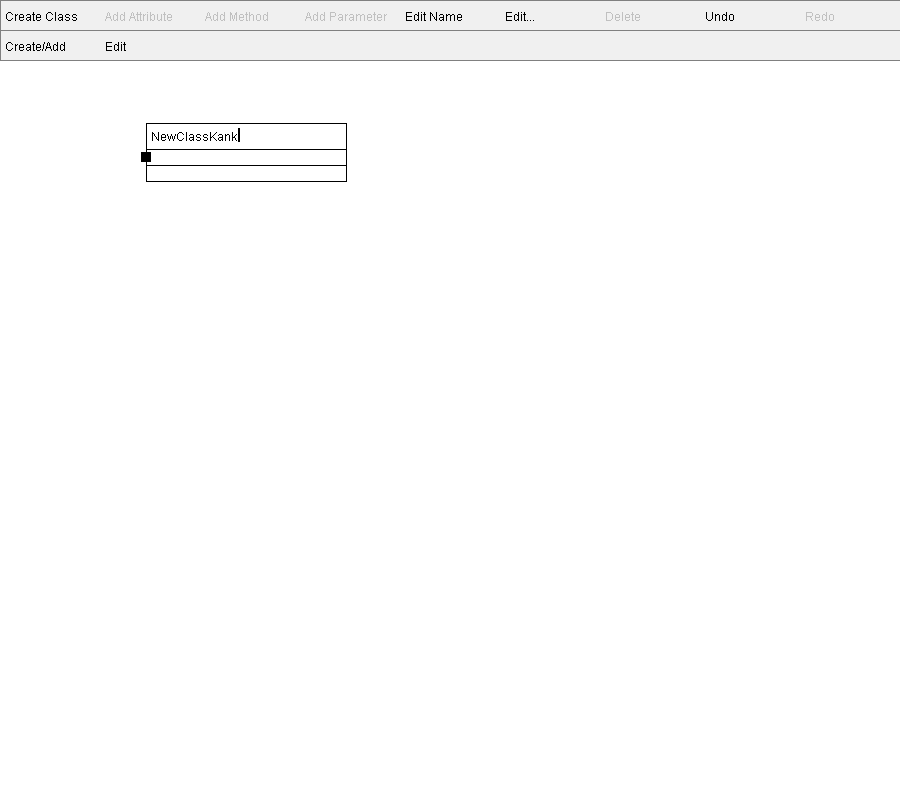 Create Class Add Attribute Add Method Add Parameter Edit Name Edit... Delete Undo Redo
Create/Add Edit
NewClassKank